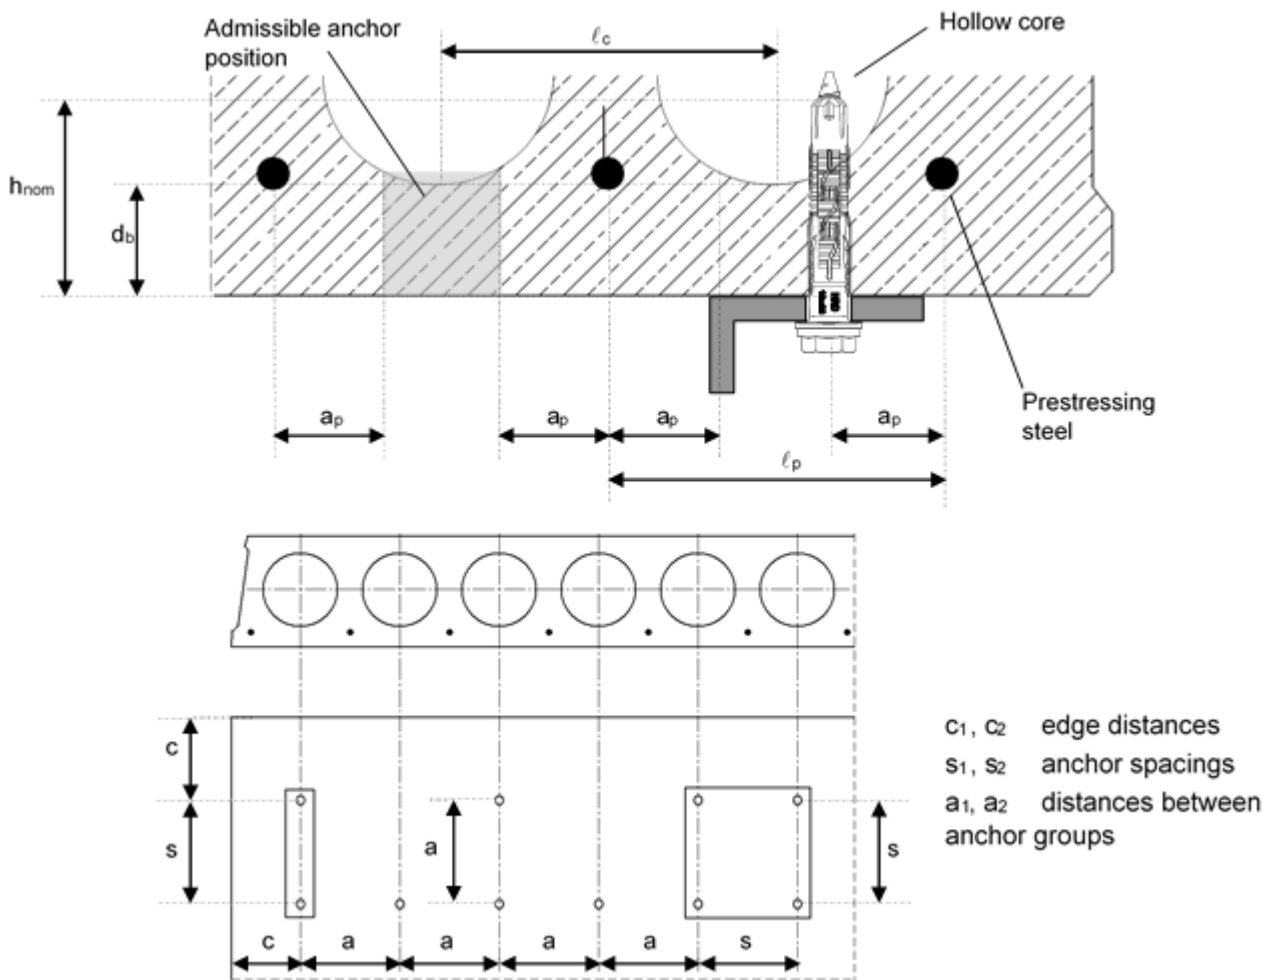 Admissible anchor
position
ℓc
Hollow core
hnom
db
ap
ap
ap
ap
Prestressing
steel
ℓp
c
s
a
s
c
a
a
a
a
s
c1, c2 edge distances
s1, s2 anchor spacings
a1, a2 distances between
anchor groups